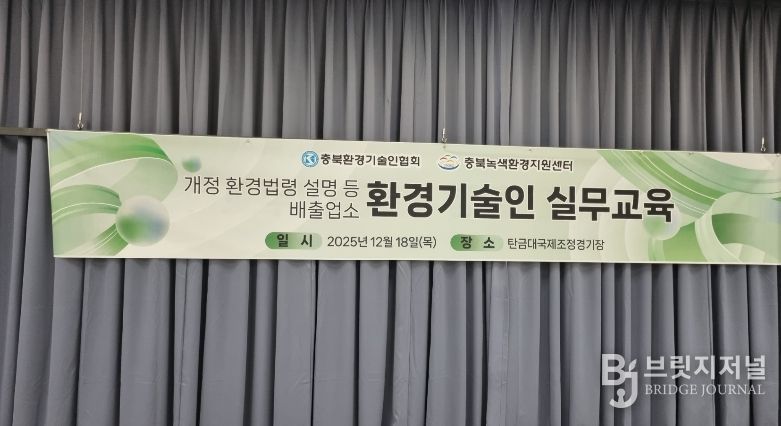 충북환경기술인협회 충북녹색환경지원센터
개정 환경법령 설명 등
배출업소 환경기술인 실무교육
일 시 2025년 12월 18일(목) 장 소 탄금대국제조정경기장
BJ 브릿지저널
BRIDGE JOURNAL